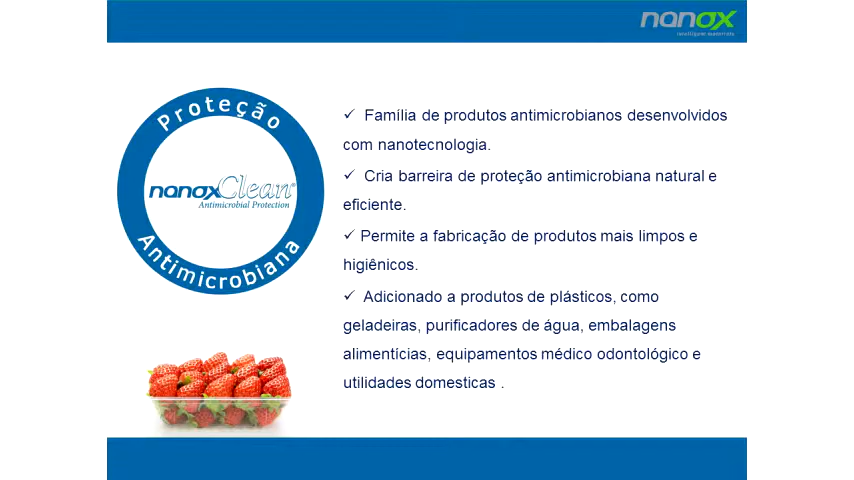 nanox
intelligent materials
Proteção
nanoxClean®
Antimicrobial Protection
Antimicrobiana
✓ Família de produtos antimicrobianos desenvolvidos
com nanotecnologia.
✓ Cria barreira de proteção antimicrobiana natural e
eficiente.
✓ Permite a fabricação de produtos mais limpos e
higiênicos.
✓ Adicionado a produtos de plásticos, como
geladeiras, purificadores de água, embalagens
alimentícias, equipamentos médico odontológico e
utilidades domesticas .